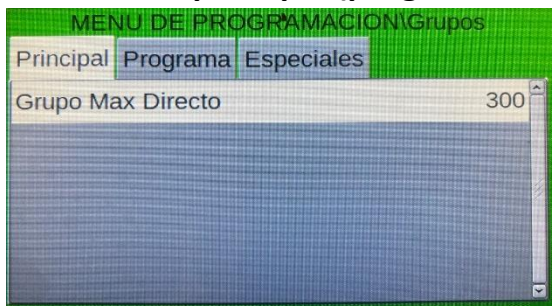 MENU DE PROGRAMACION\Grupos
Principal Programa Especiales
Grupo Max Directo 300